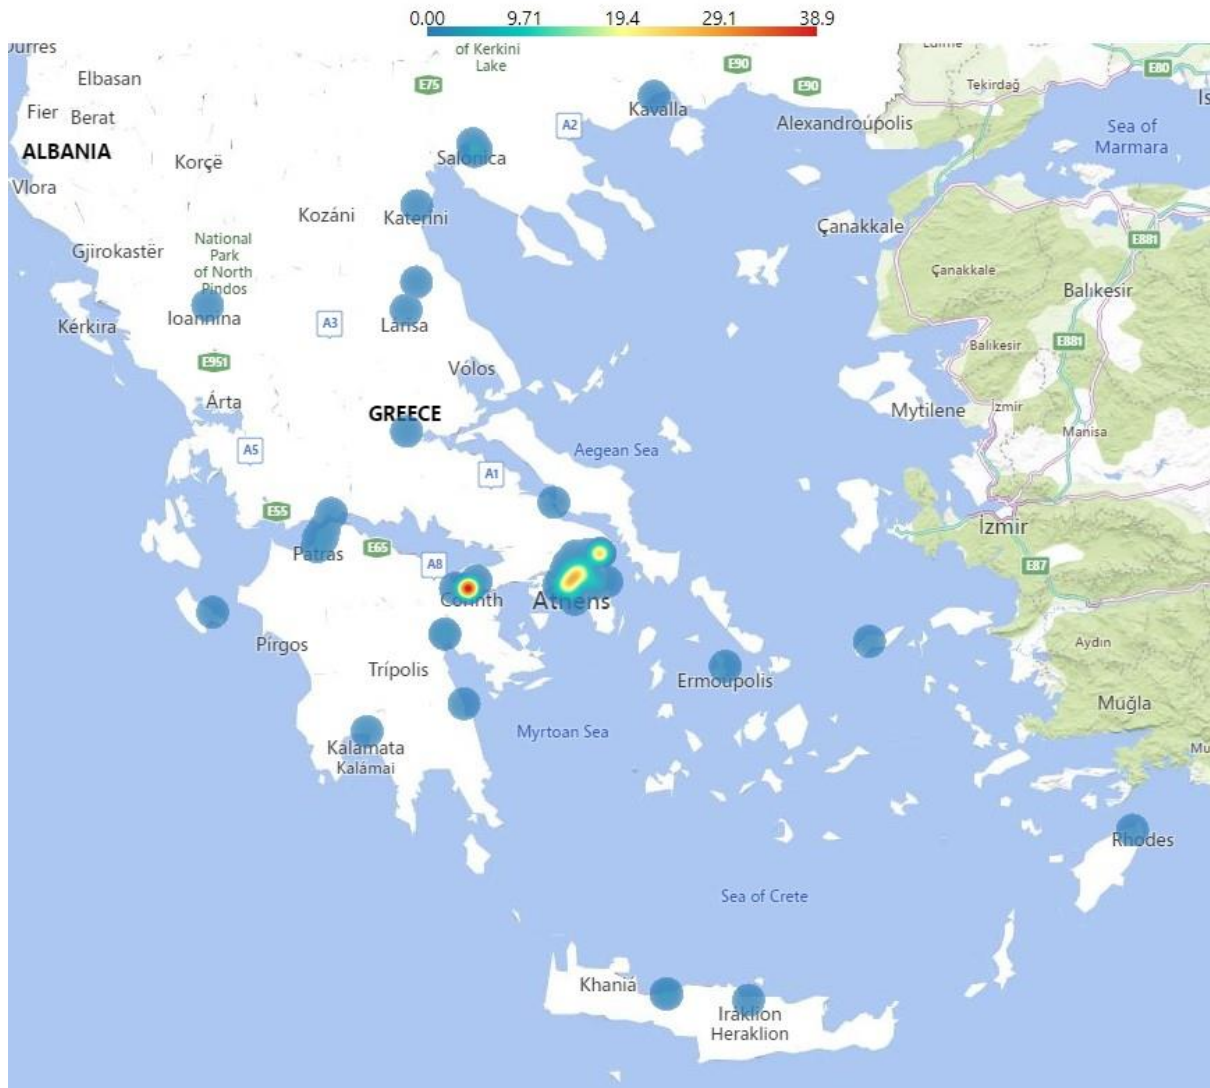 0.00 9.71 19.4 29.1 38.9
of Kerkini
Lake
Elbasan
E75
E90
E90
E80
Tekirdağ
Fier
Berat
Kavalla
A2
Alexandroúpolis
Sea of
Marmara
ALBANIA
Korçë
Salonica
Vlora
Kozáni
Katerini
Çanakkale
National
Park
of North
Pindos
Gjirokastër
E881
Çanakkale
Balıkesir
Ioannina
Kérkira
A3
Larisa
E881
Balıkesir
E951
Vólos
Árta
GREECE
Mytilene
İzmir
Manisa
A5
Aegean Sea
A1
E55
Patras
E65
İzmir
A8
E87
Corinth
Athens
Pírgos
Trípolis
Ermoupolis
Aydın
Muğla
Myrtoan Sea
Kalamata
Kalámai
Rhodes
Sea of Crete
Khaniá
Iráklion
Heraklion